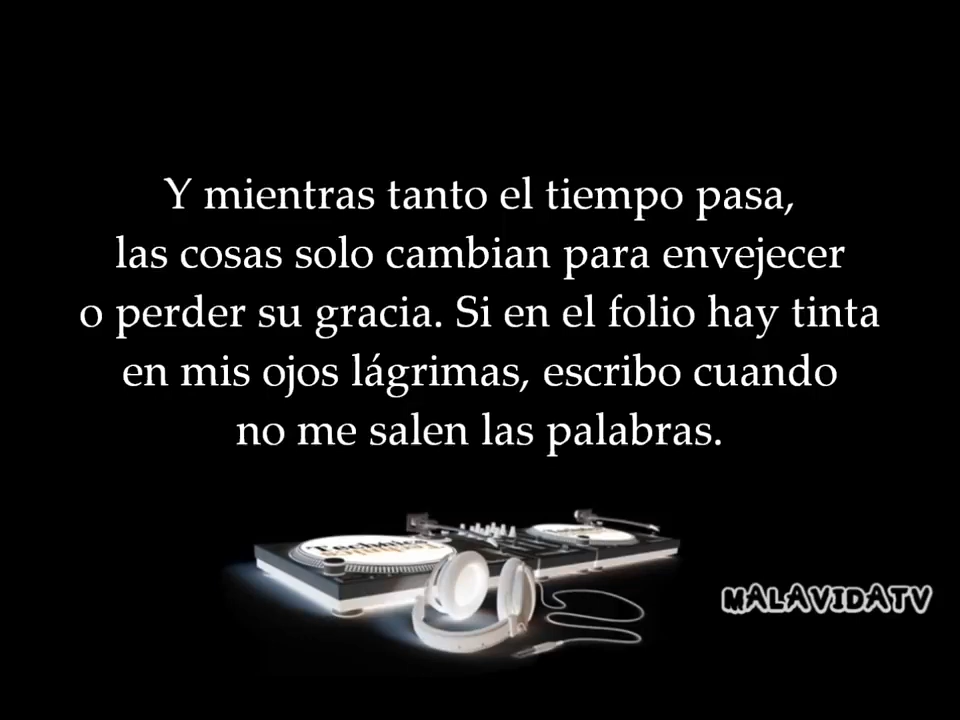 Y mientras tanto el tiempo pasa,
las cosas solo cambian para envejecer
o perder su gracia. Si en el folio hay tinta
en mis ojos lágrimas, escribo cuando
no me salen las palabras.
Technics
MALAVIDATV